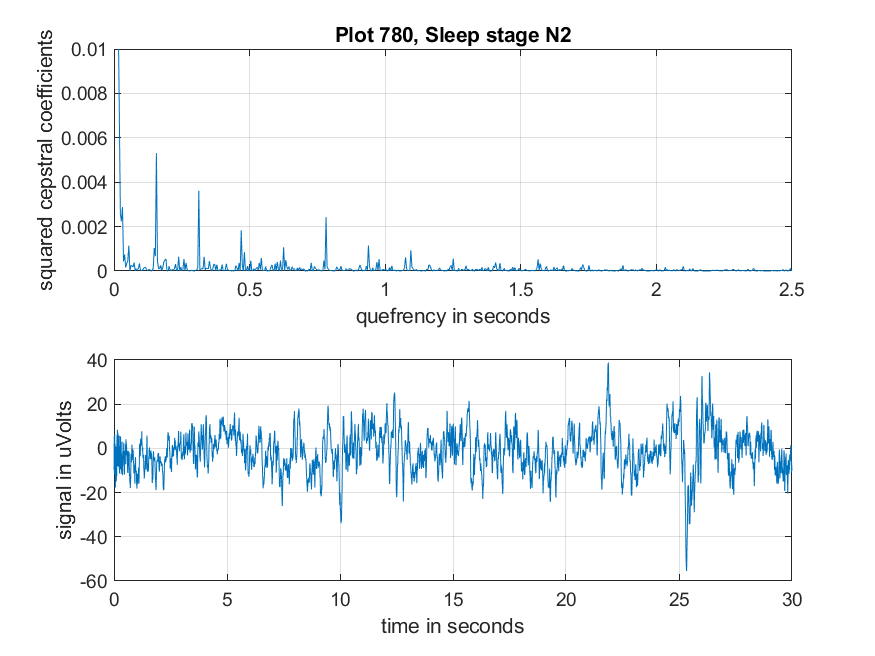 Plot 780, Sleep stage N2
squared cepstral coefficients
0.01
0.008
0.006
0.004
0.002
0
0 0.5 1 1.5 2 2.5
quefrency in seconds
signal in uVolts
40
20
0
-20
-40
-60
0 5 10 15 20 25 30
time in seconds